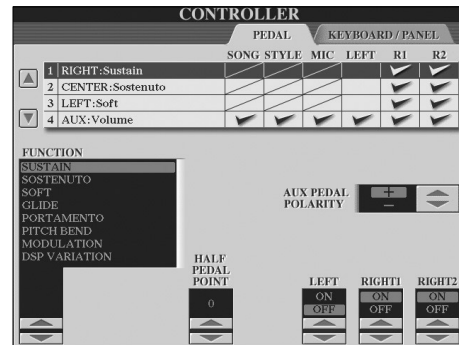 CONTROLLER
PEDAL KEYBOARD / PANEL
SONG STYLE MIC LEFT R1 R2
1 RIGHT:Sustain
2 CENTER:Sostenuto
3 LEFT:Soft
4 AUX:Volume
FUNCTION
SUSTAIN
SOSTENUTO
SOFT
GLIDE
PORTAMENTO
PITCH BEND
MODULATION
DSP VARIATION
AUX PEDAL
POLARITY
+
−
HALF
PEDAL
POINT
0
LEFT RIGHT1 RIGHT2
ON ON ON
OFF OFF OFF